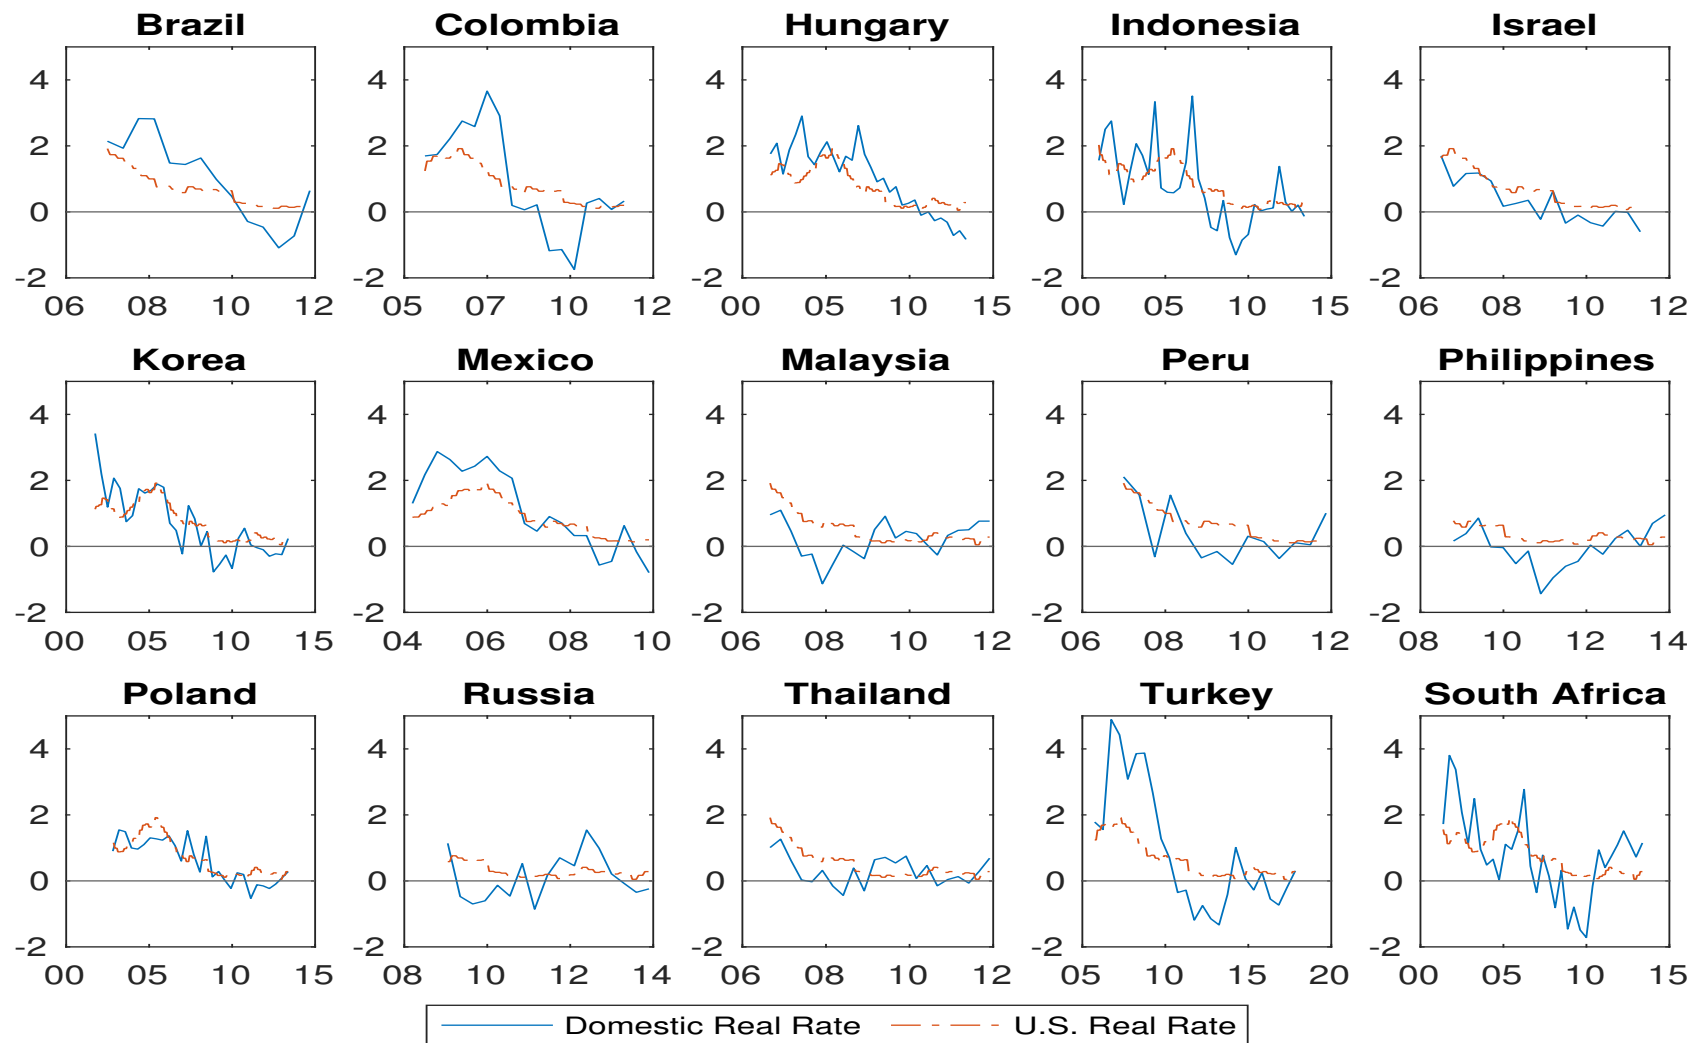 Brazil Colombia Hungary Indonesia Israel
4 4 4 4 4
2 2 2 2 2
0 0 0 0 0
-2 -2 -2 -2 -2
06 08 10 12 05 07 10 12 00 05 10 15 00 05 10 15 06 08 10 12
Korea Mexico Malaysia Peru Philippines
4 4 4 4 4
2 2 2 2 2
0 0 0 0 0
-2 -2 -2 -2 -2
00 05 10 15 04 06 08 10 06 08 10 12 06 08 10 12 08 10 12 14
Poland Russia Thailand Turkey South Africa
4 4 4 4 4
2 2 2 2 2
0 0 0 0 0
-2 -2 -2 -2 -2
00 05 10 15 08 10 12 14 06 08 10 12 05 10 15 20 00 05 10 15
Domestic Real Rate U.S. Real Rate